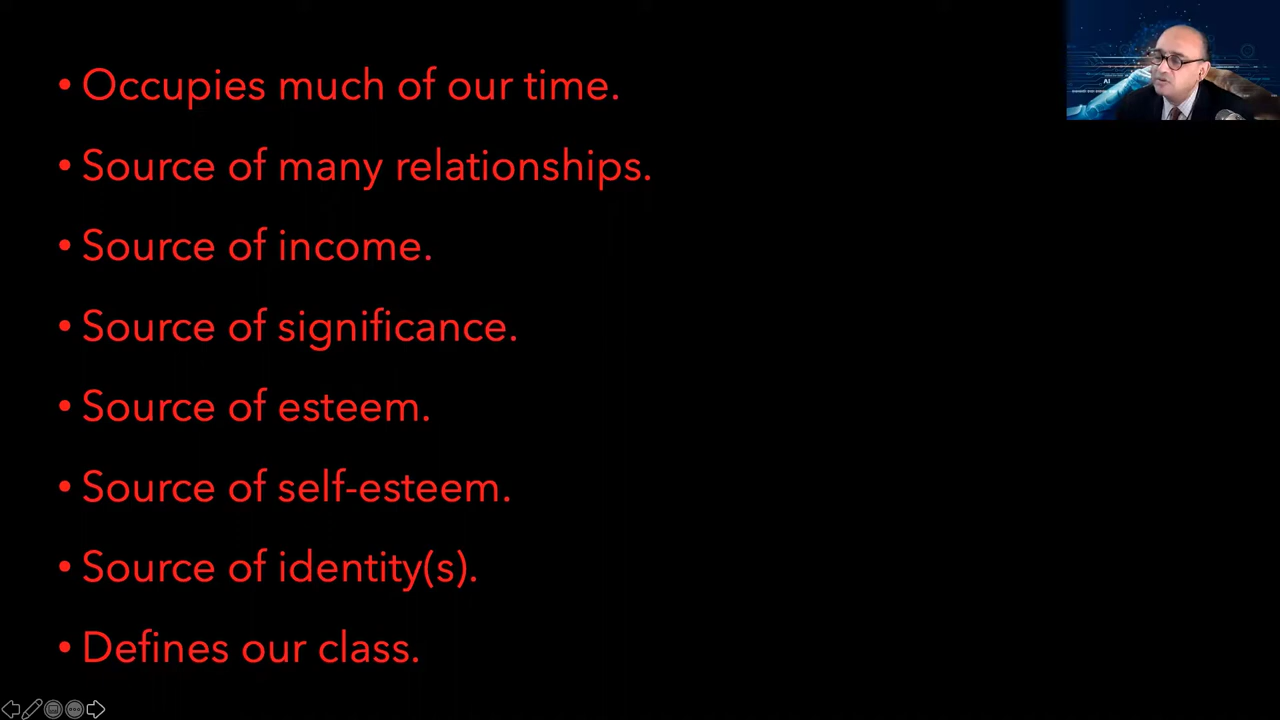 • Occupies much of our time.
• Source of many relationships.
• Source of income.
• Source of significance.
• Source of esteem.
• Source of self-esteem.
• Source of identity(s).
• Defines our class.
AI